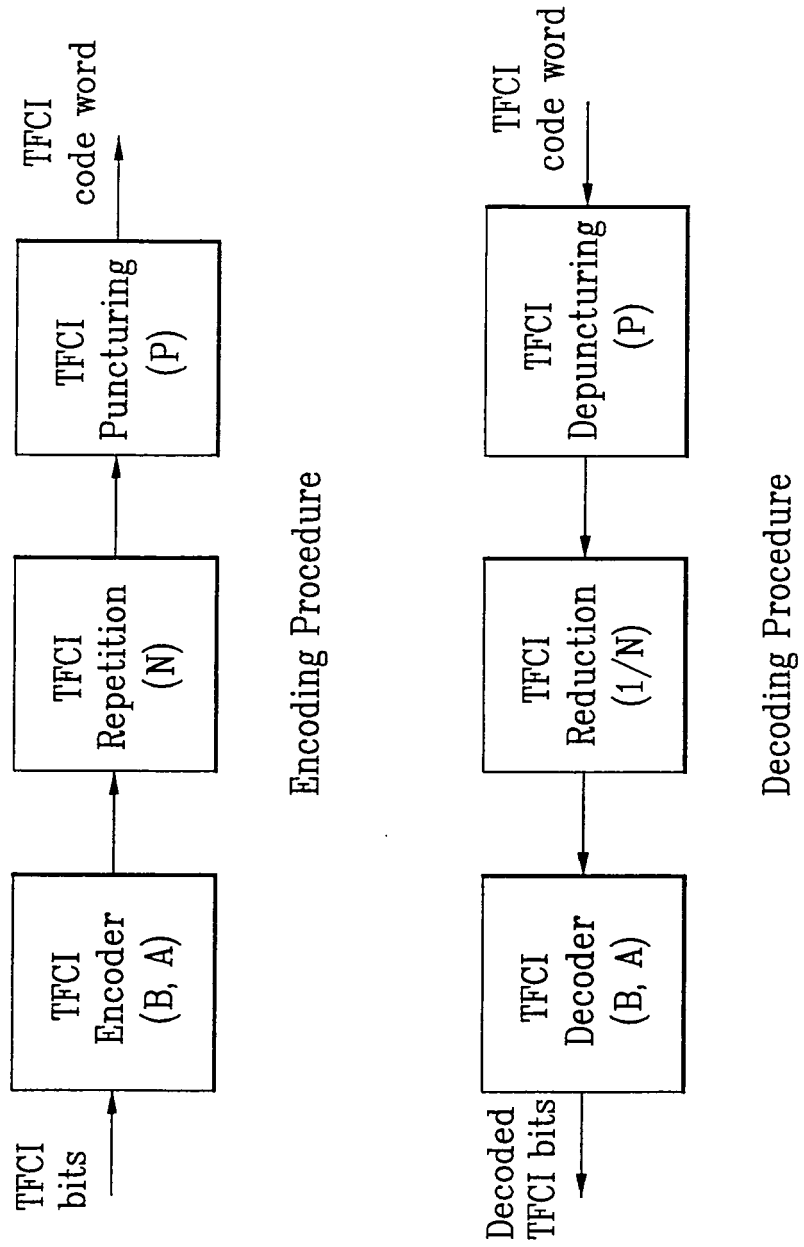 TFCI
bits
TFCI
Encoder
(B, A)
TFCI
Repetition
(N)
TFCI
Puncturing
(P)
TFCI
code word
Encoding Procedure
Decoded
TFCI bits
TFCI
Decoder
(B, A)
TFCI
Reduction
(1/N)
TFCI
Depuncturing
(P)
TFCI
code word
Decoding Procedure